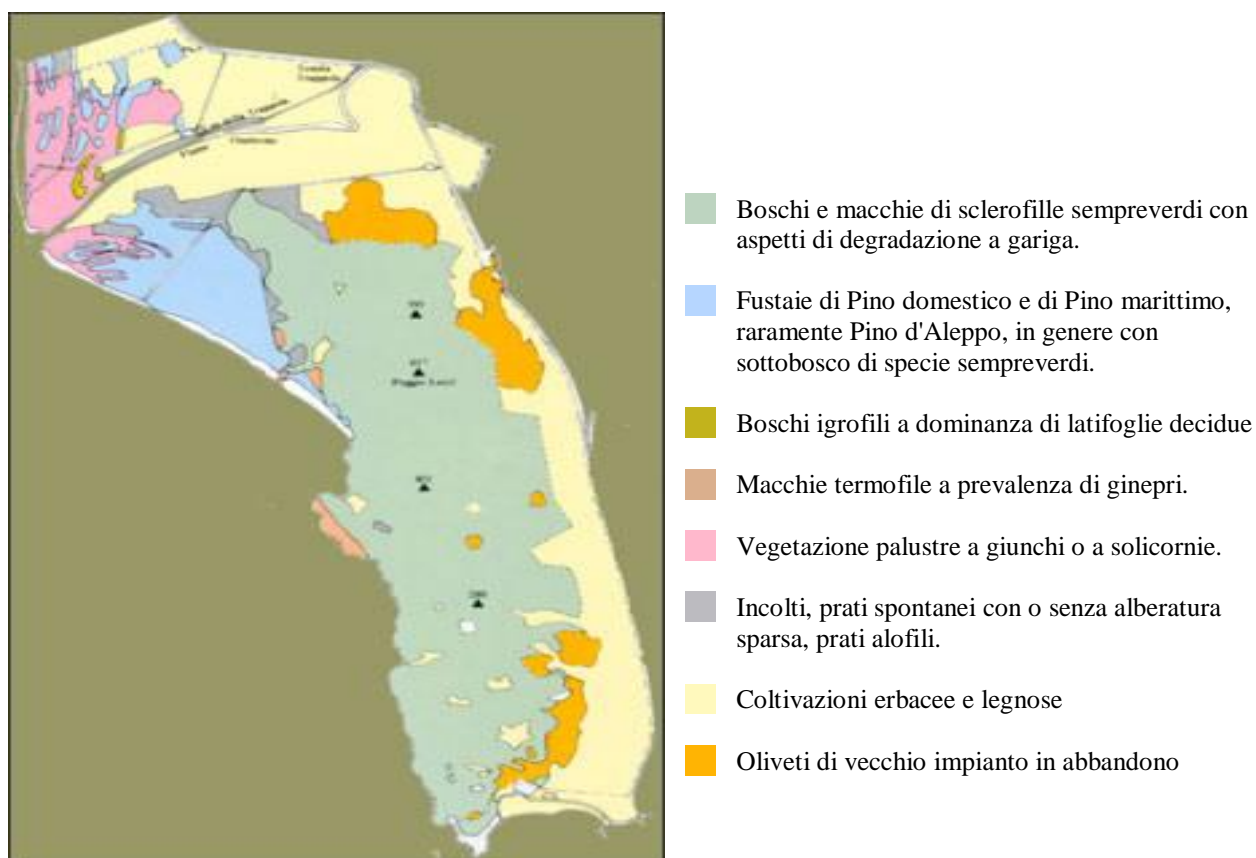 Boschi e macchie di sclerofille sempreverdi con
aspetti di degradazione a gariga.
Fustaie di Pino domestico e di Pino marittimo,
raramente Pino d'Aleppo, in genere con
sottobosco di specie sempreverdi.
Boschi igrofili a dominanza di latifoglie decidue
Macchie termofile a prevalenza di ginepri.
Vegetazione palustre a giunchi o a solicornie.
Incolti, prati spontanei con o senza alberatura
sparsa, prati alofili.
Coltivazioni erbacee e legnose
Oliveti di vecchio impianto in abbandono